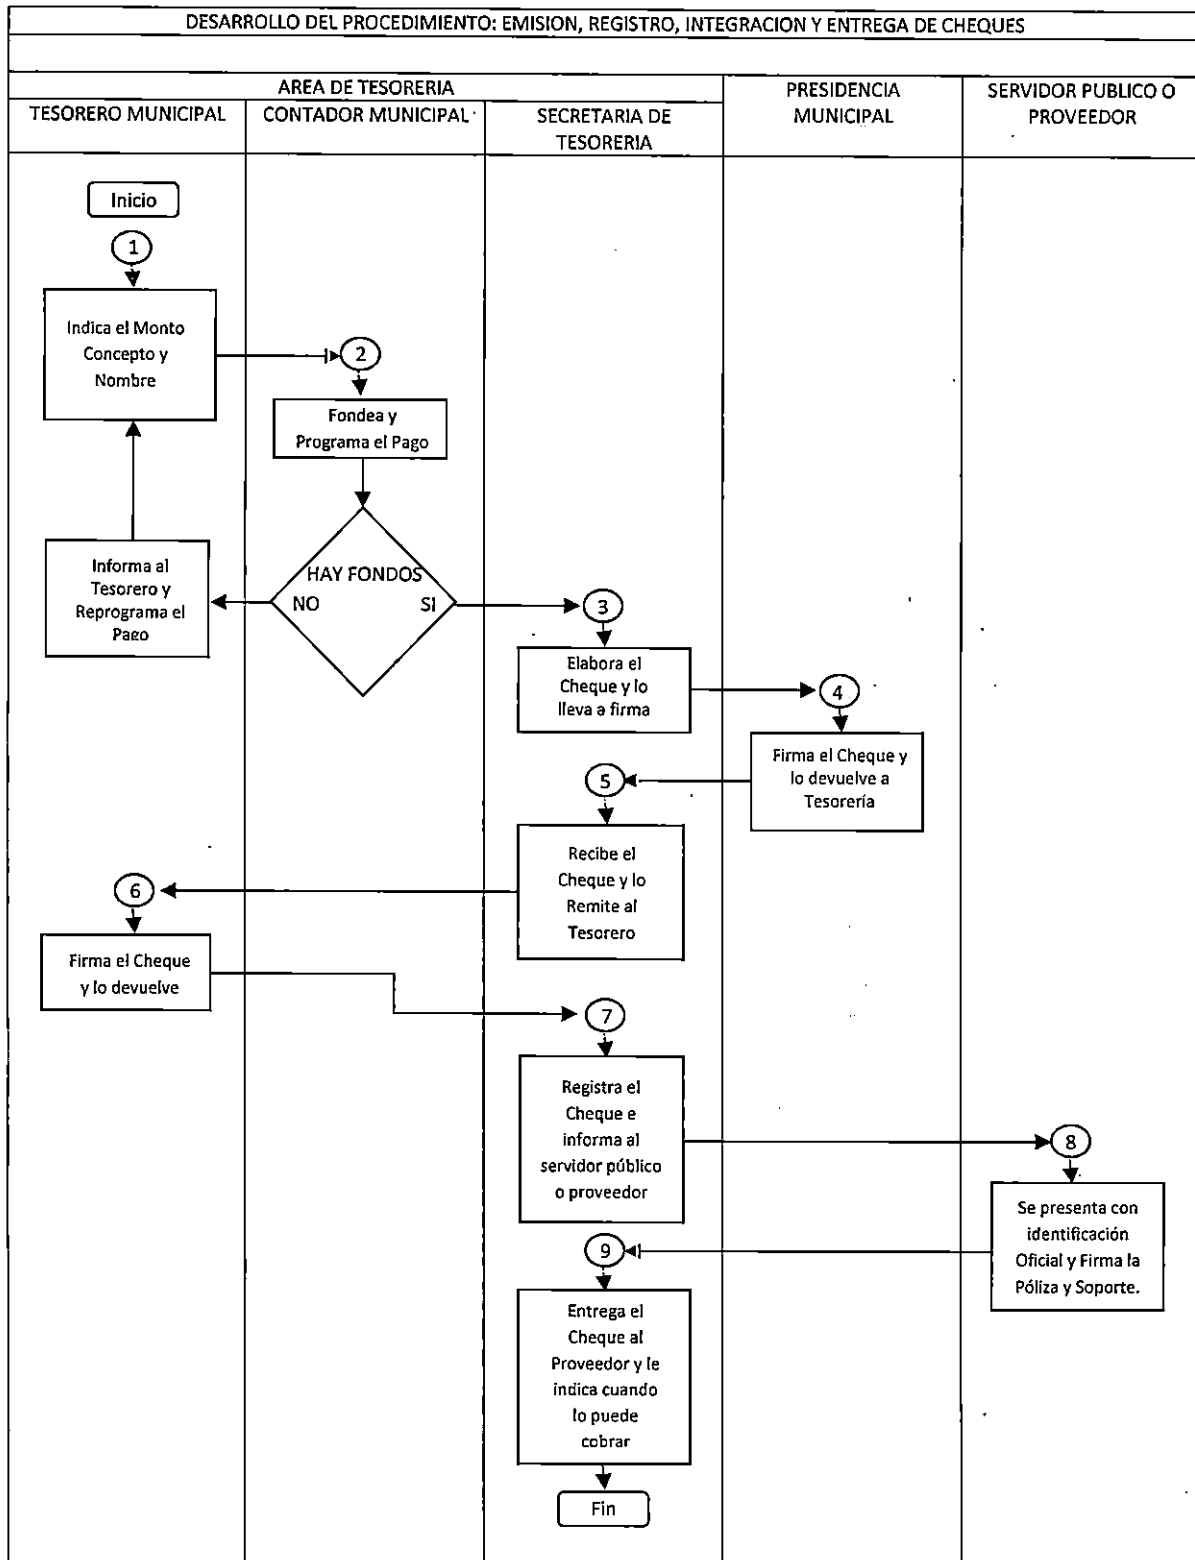 DESARROLLO DEL PROCEDIMIENTO: EMISION, REGISTRO, INTEGRACION Y ENTREGA DE CHEQUES
AREA DE TESORERIA
PRESIDENCIA
MUNICIPAL
SERVIDOR PUBLICO O
PROVEEDOR
TESORERO MUNICIPAL
CONTADOR MUNICIPAL
SECRETARIA DE
TESORERIA
Inicio
1
Indica el Monto
Concepto y
Nombre
2
Fondea y
Programa el Pago
HAY FONDOS
NO
SI
Informa al
Tesorero y
Reprograma el
Pago
3
Elabora el
Cheque y lo
lleva a firma
4
Firma el Cheque y
lo devuelve a
Tesorería
5
Recibe el
Cheque y lo
Remite al
Tesorero
6
Firma el Cheque
y lo devuelve
7
Registra el
Cheque e
informa al
servidor público
o proveedor
8
Se presenta con
identificación
Oficial y Firma la
Póliza y Soporte.
9
Entrega el
Cheque al
Proveedor y le
indica cuando
lo puede
cobrar
Fin